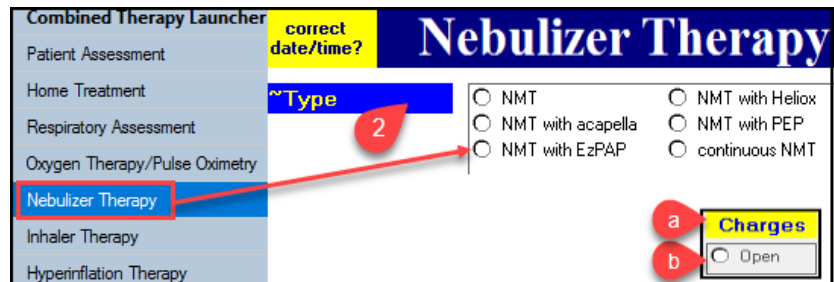 Combined Therapy Launcher
Patient Assessment
Home Treatment
Respiratory Assessment
Oxygen Therapy/Pulse Oximetry
Nebulizer Therapy
Inhaler Therapy
Hyperinflation Therapy
correct
date/time?
Nebulizer Therapy
~Type
2
NMT
NMT with Heliox
NMT with acapella
NMT with PEP
NMT with EzPAP
continuous NMT
a
Charges
b
Open